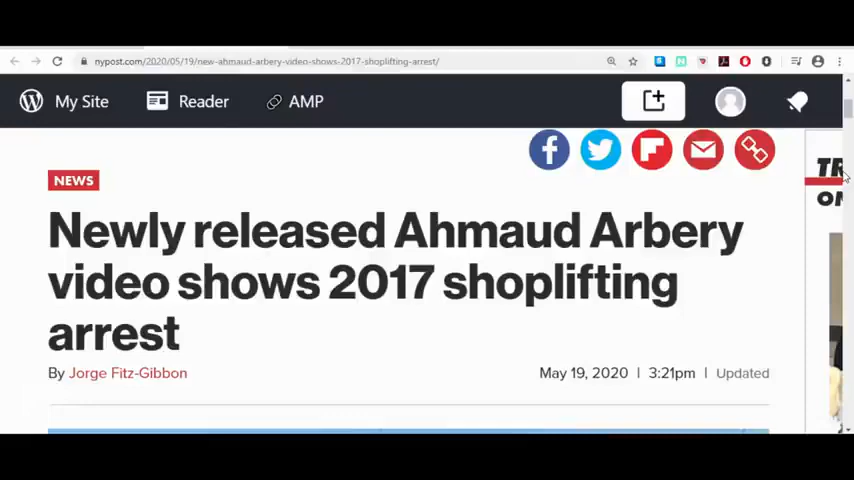 nypost.com/2020/05/19/new-ahmaud-arbery-video-shows-2017-shoplifting-arrest/
My Site Reader AMP
NEWS
Newly released Ahmaud Arbery
video shows 2017 shoplifting
arrest
By Jorge Fitz-Gibbon May 19, 2020 | 3:21pm | Updated